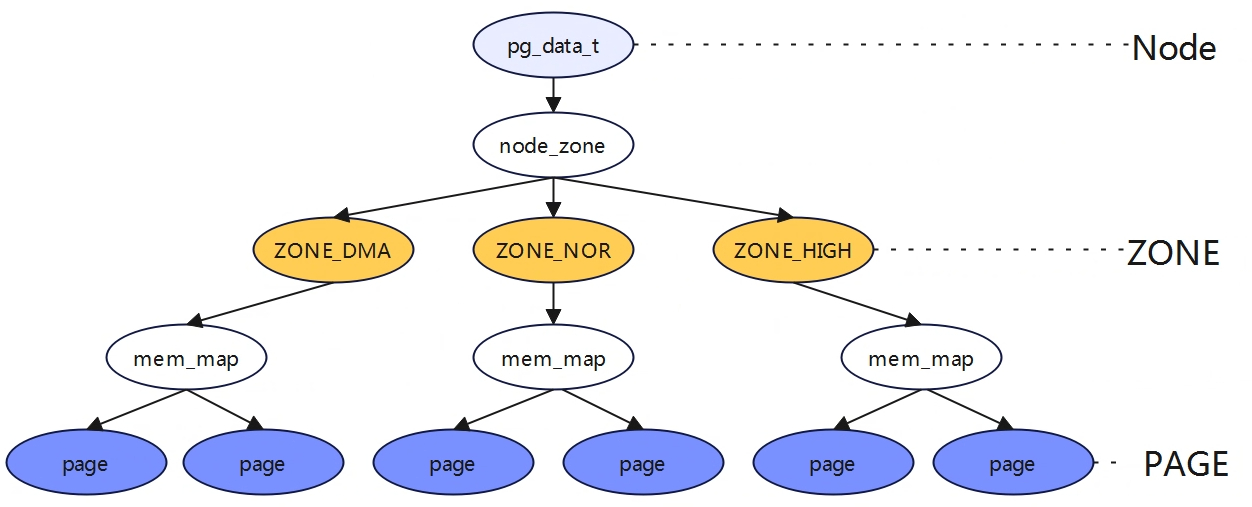 pg_data_t
Node
node_zone
ZONE_DMA
ZONE_NOR
ZONE_HIGH
ZONE
mem_map
mem_map
mem_map
page
page
page
page
page
page
PAGE